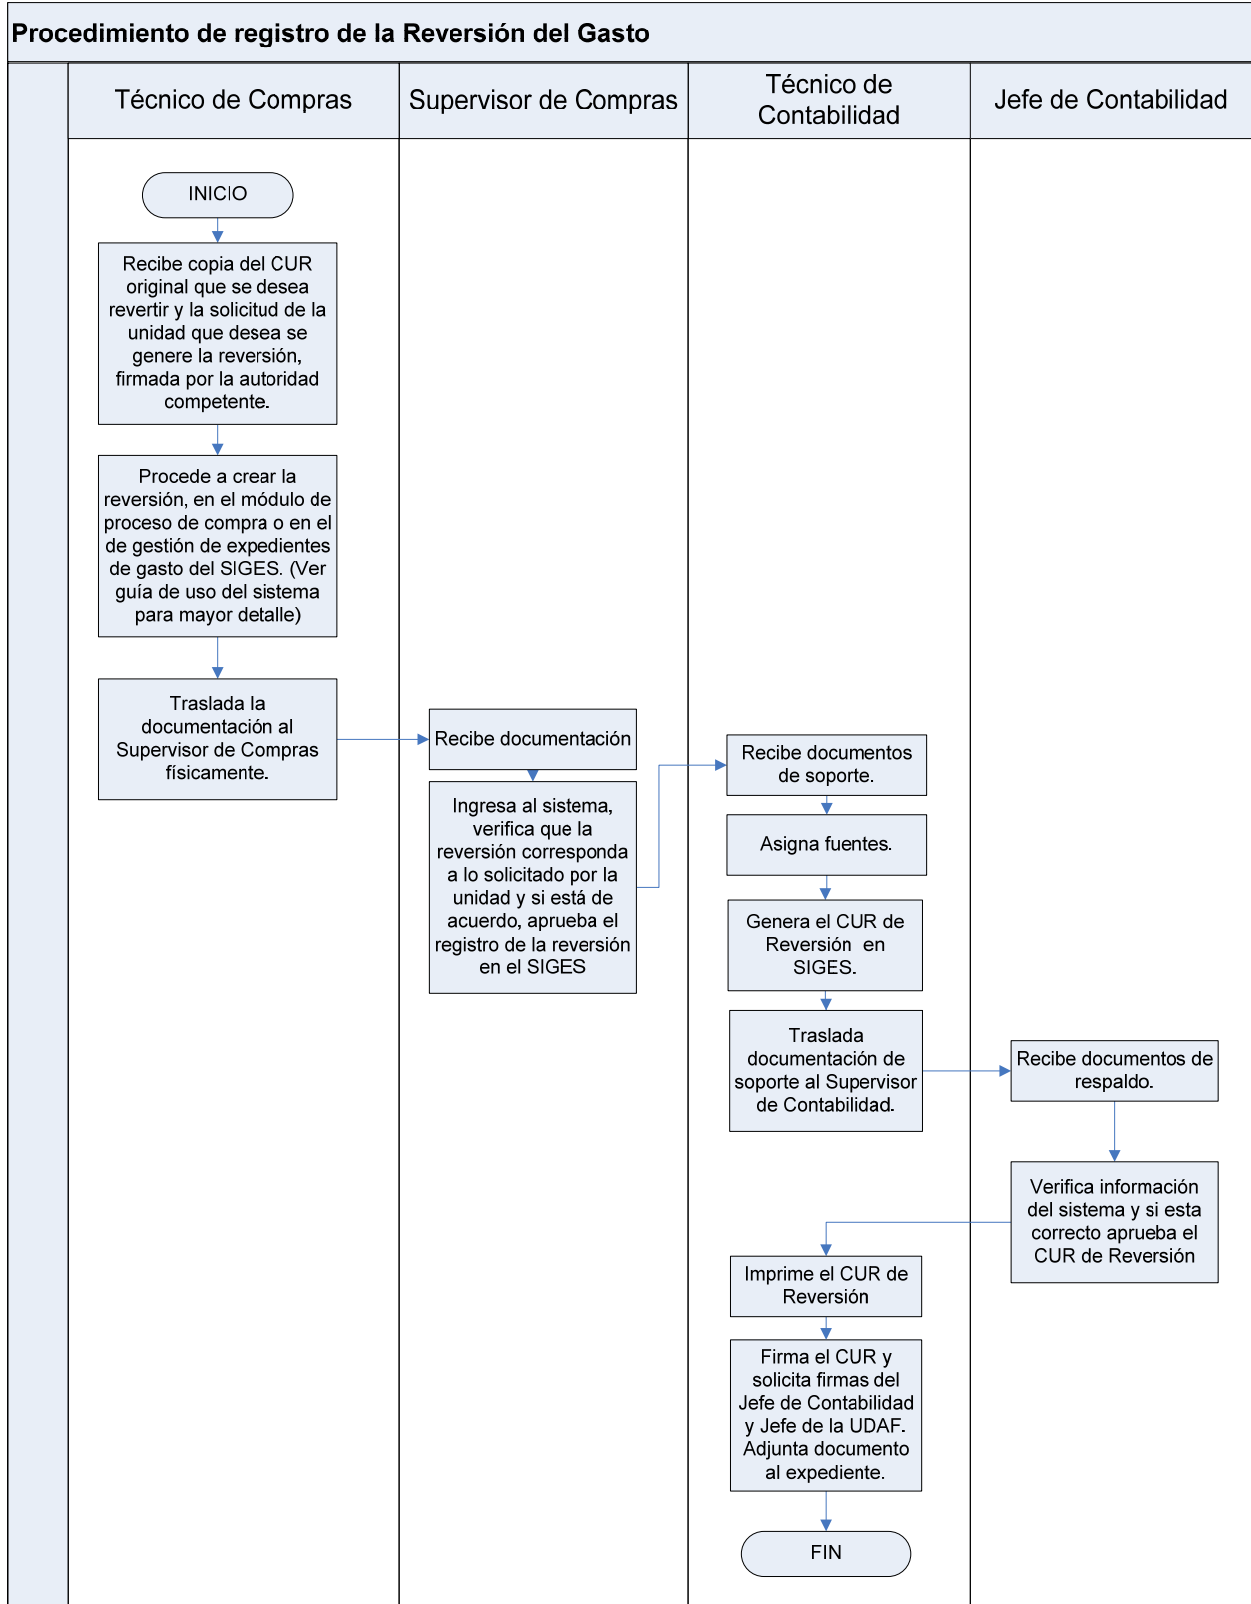 Procedimiento de registro de la Reversión del Gasto
Técnico de Compras
Supervisor de Compras
Técnico de
Contabilidad
Jefe de Contabilidad
INICIO
Recibe copia del CUR
original que se desea
revertir y la solicitud de la
unidad que desea se
genere la reversión,
firmada por la autoridad
competente.
Procede a crear la
reversión, en el módulo de
proceso de compra o en el
de gestión de expedientes
de gasto del SIGES. (Ver
guía de uso del sistema
para mayor detalle)
Traslada la
documentación al
Supervisor de Compras
físicamente.
Recibe documentación
Ingresa al sistema,
verifica que la
reversión corresponda
a lo solicitado por la
unidad y si está de
acuerdo, aprueba el
registro de la reversión
en el SIGES
Recibe documentos
de soporte.
Asigna fuentes.
Genera el CUR de
Reversión en
SIGES.
Traslada
documentación de
soporte al Supervisor
de Contabilidad.
Recibe documentos de
respaldo.
Verifica información
del sistema y si esta
correcto aprueba el
CUR de Reversión
Imprime el CUR de
Reversión
Firma el CUR y
solicita firmas del
Jefe de Contabilidad
y Jefe de la UDAF.
Adjunta documento
al expediente.
FIN